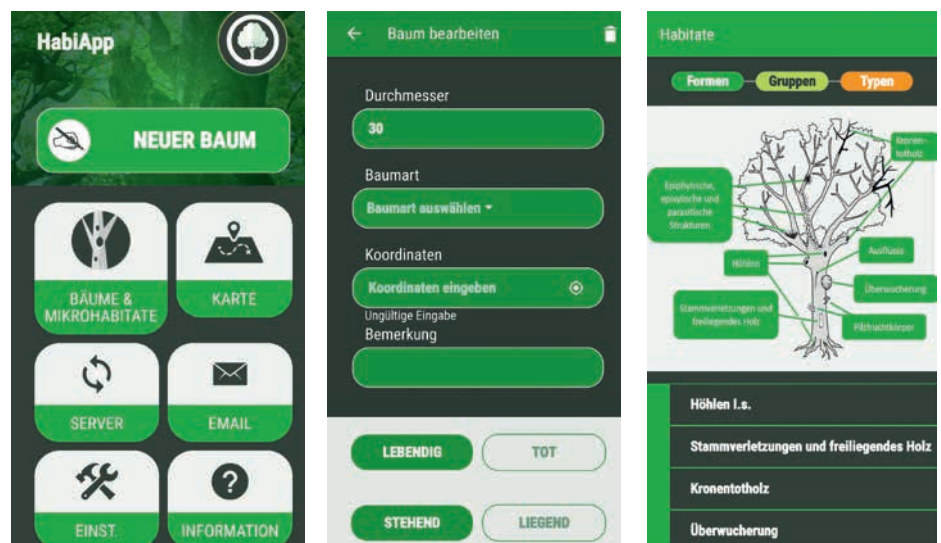 HabiApp
NEUER BAUM
BÄUME &
MIKROHABITATE
KARTE
SERVER
EMAIL
EINST.
INFORMATION
Baum bearbeiten
Durchmesser
30
Baumart
Baumart auswählen
Koordinaten
Koordinaten eingeben
Ungültige Eingabe
Bemerkung
LEBENDIG
TOT
STEHEND
LIEGEND
Habitate
Formen
Gruppen
Typen
Kronen-
totholz
Epiphytische,
epixylische und
parasitische
Strukturen
Höhlen
Ausflüsse
Überwucherung
Stammverletzungen und
freiliegendes Holz
Pilzfruchtkörper
Höhlen l.s.
Stammverletzungen und freiliegendes Holz
Kronentotholz
Überwucherung